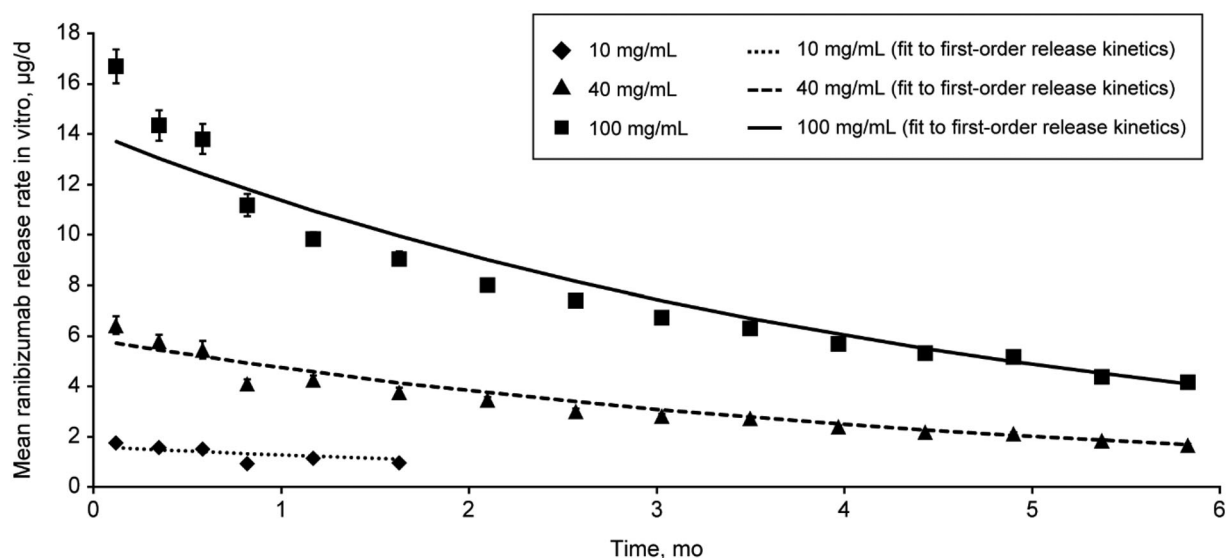 Mean ranibizumab release rate in vitro, µg/d
18
16
14
12
10
8
6
4
2
0
10 mg/mL 10 mg/mL (fit to first-order release kinetics)
40 mg/mL 40 mg/mL (fit to first-order release kinetics)
100 mg/mL 100 mg/mL (fit to first-order release kinetics)
0 1 2 3 4 5 6
Time, mo